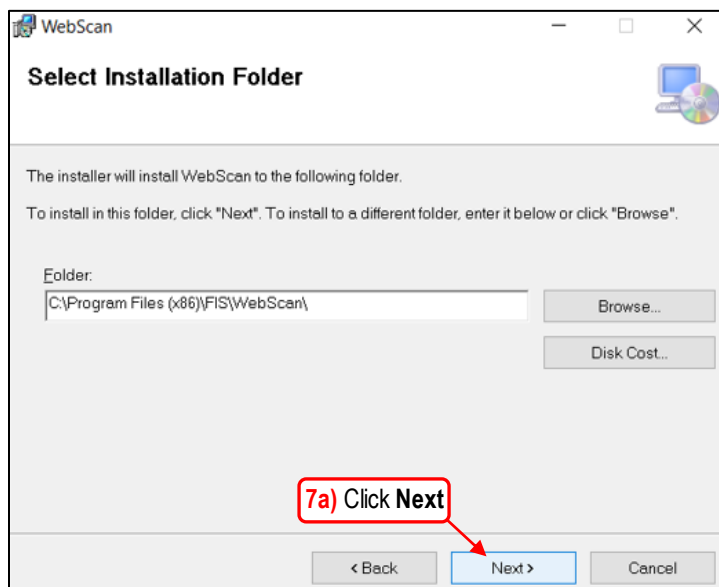 WebScan
Select Installation Folder
The installer will install WebScan to the following folder.
To install in this folder, click "Next". To install to a different folder, enter it below or click "Browse".
Folder:
C:\Program Files (x86)\FIS\WebScan\
Browse...
Disk Cost...
7a) Click Next
< Back
Next >
Cancel